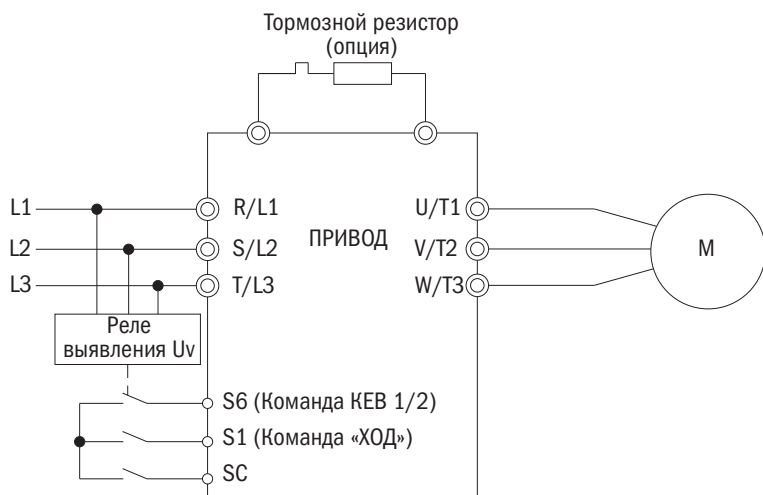 Тормозной резистор
(опция)
L1
R/L1
U/T1
L2
S/L2
ПРИВОД
V/T2
M
L3
T/L3
W/T3
Реле
выявления Uv
S6 (Команда КЕВ 1/2)
S1 (Команда «ХОД»)
SC